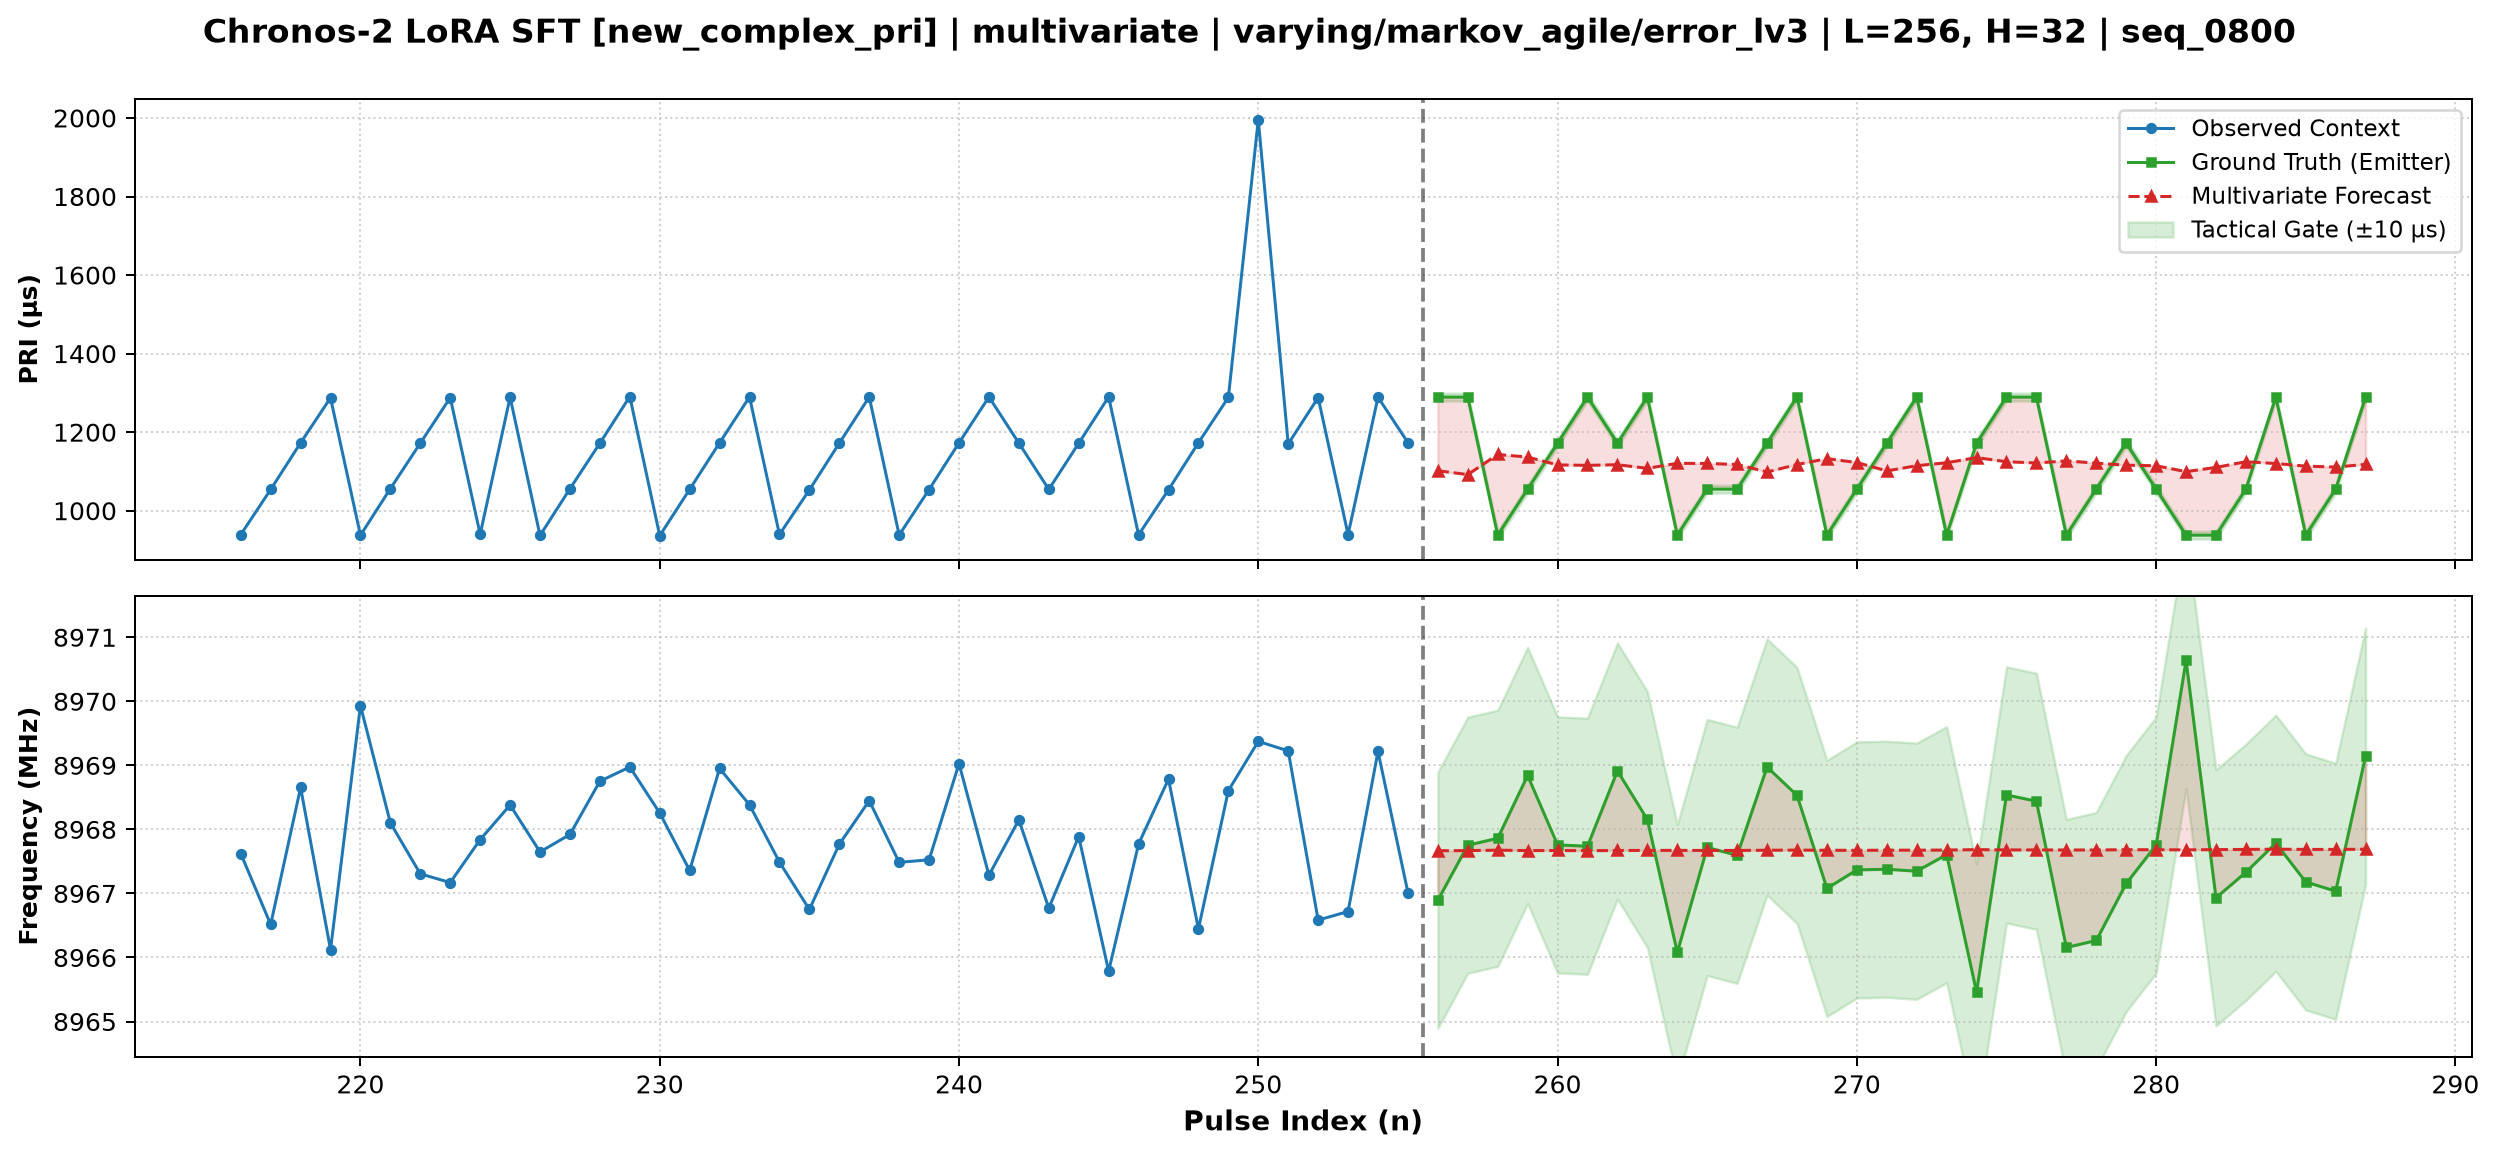 Chronos-2 LoRA SFT [new_complex_pri] | multivariate | varying/markov_agile/error_lv3 | L=256, H=32 | seq_0800
2000
1800
1600
1400
1200
1000
PRI (μs)
Observed Context
Ground Truth (Emitter)
Multivariate Forecast
Tactical Gate (±10 μs)
8971
8970
8969
8968
8967
8966
8965
Frequency (MHz)
220
230
240
250
260
270
280
290
Pulse Index (n)